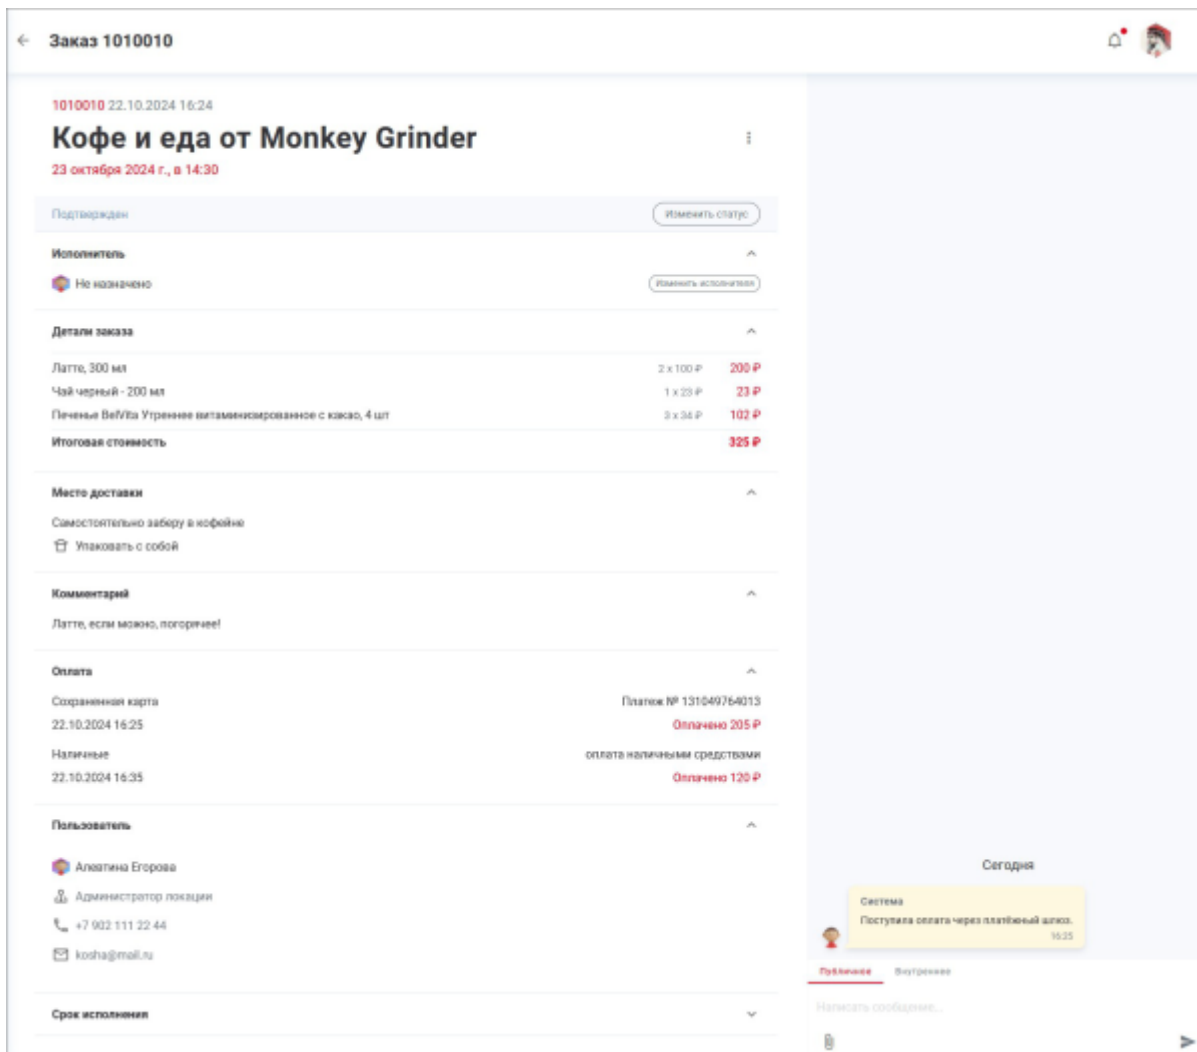 Заказ 1010010
1010010 22.10.2024 16:24
Кофе и еда от Monkey Grinder
23 октября 2024 г., в 14:30
Подтвержден
Изменить статус
Исполнитель
Не назначено
Изменить исполнителя
Детали заказа
Латте, 300 мл 2 x 100 ₽ 200 ₽
Чай черный - 200 мл 1 x 23 ₽ 23 ₽
Печенье BelVita Утреннее витаминизированное с какао, 4 шт 3 x 34 ₽ 102 ₽
Итоговая стоимость 325 ₽
Место доставки
Самостоятельно заберу в кофейне
Упаковать с собой
Комментарий
Латте, если можно, погорячее!
Оплата
Сохраненная карта Платеж № 131049764013
22.10.2024 16:25 Оплачено 205 ₽
Наличные оплата наличными средствами
22.10.2024 16:35 Оплачено 120 ₽
Пользователь
Алевтина Егорова
Администратор локации
+7 902 111 22 44
kosha@mail.ru
Срок исполнения
Сегодня
Система
Поступила оплата через платёжный шлюз.
16:25
Публичное Внутреннее
Написать сообщение...